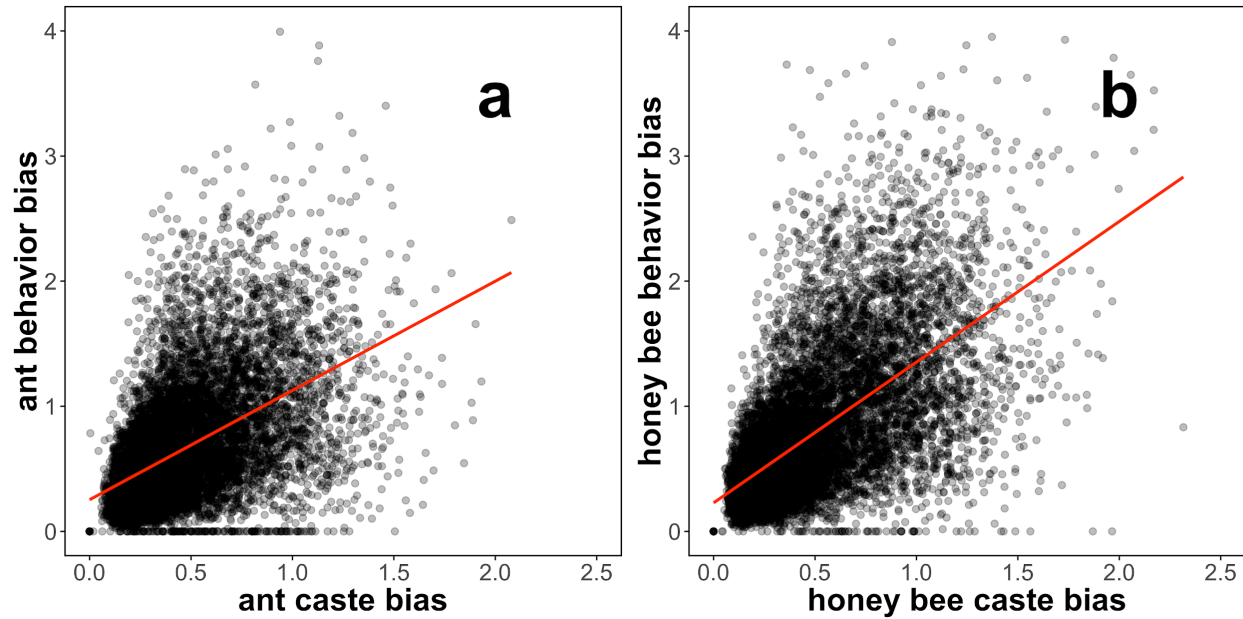 a
4
3
2
1
0
ant behavior bias
0.0 0.5 1.0 1.5 2.0 2.5
ant caste bias
b
4
3
2
1
0
honey bee behavior bias
0.0 0.5 1.0 1.5 2.0 2.5
honey bee caste bias